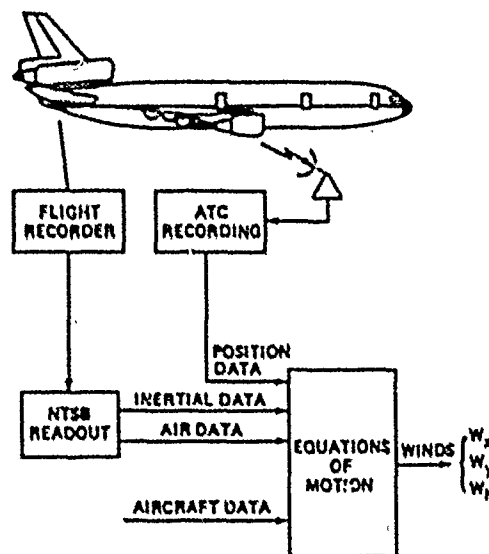 FLIGHT
RECORDER
ATC
RECORDING
POSITION
DATA
NTSB
READOUT
INERTIAL DATA
AIR DATA
AIRCRAFT DATA
EQUATIONS
OF
MOTION
WINDS